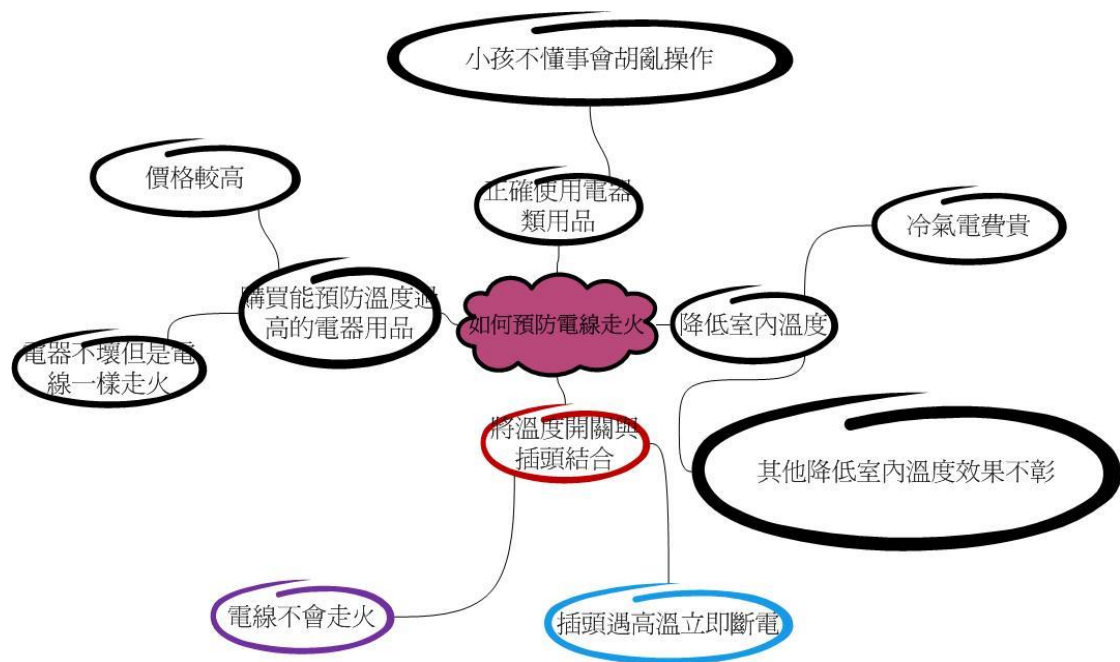 小孩不懂事會胡亂操作
價格較高
正確使用電器
類用品
冷氣電費貴
購買能預防溫度過
高的電器用品
如何預防電線走火
降低室內溫度
電器不壞但是電
線一樣走火
將溫度開關與
插頭結合
其他降低室內溫度效果不彰
電線不會走火
插頭遇高溫立即斷電